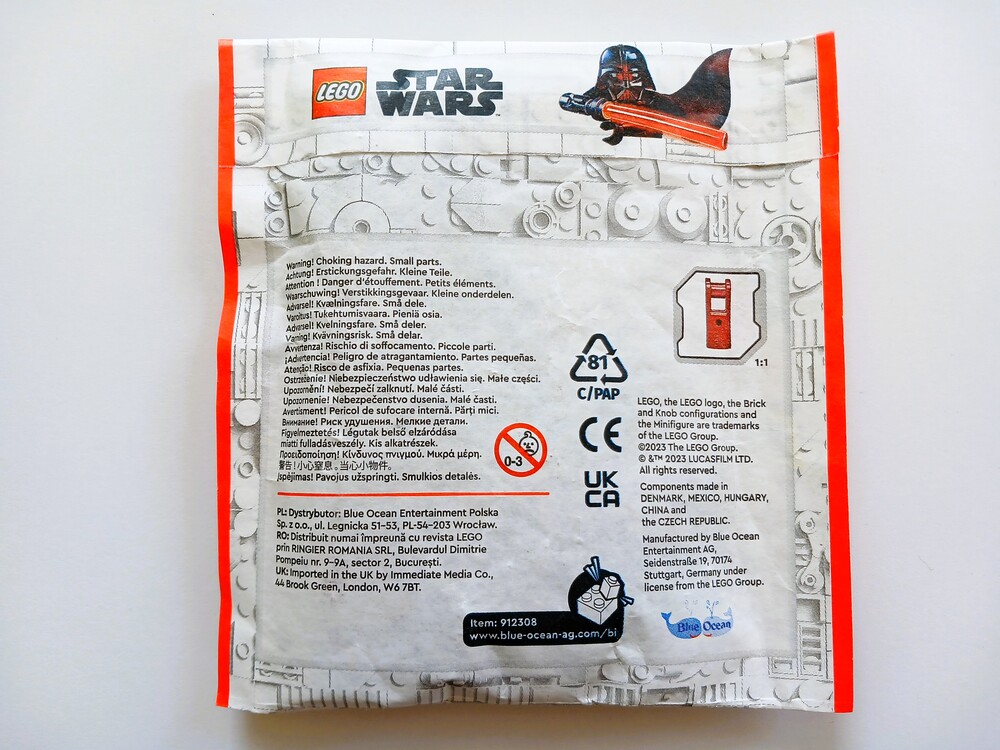 LEGO
STAR
WARS™
Warning! Choking hazard. Small parts.
Achtung! Erstickungsgefahr. Kleine Teile.
Attention ! Danger d'étouffement. Petits éléments.
Waarschuwing! Verstikkingsgevaar. Kleine onderdelen.
Advarsel! Kvælningsfare. Små dele.
Varoitus! Tukehtumisvaara. Pieniä osia.
Advarsel! Kvelningsfare. Små deler.
Varning! Kvävningsrisk. Små delar.
Avvertenza! Rischio di soffocamento. Piccole parti.
¡Advertencia! Peligro de atragantamiento. Partes pequeñas.
Atenção! Risco de asfixia. Pequenas partes.
Ostrzeżenie! Niebezpieczeństwo udławienia się. Małe części.
Upozornění! Nebezpečí zalknutí. Malé části.
Upozornenie! Nebezpečenstvo dusenia. Malé časti.
Avertisment! Pericol de sufocare internă. Părți mici.
Внимание! Риск удушения. Мелкие детали.
Figyelmeztetés! Légutak belső elzáródása
miatti fulladásveszély. Kis alkatrészek.
Προειδοποίηση! Κίνδυνος πνιγμού. Μικρά μέρη.
警告!小心窒息。当心小物件。
Įspėjimas! Pavojus užspringti. Smulkios detalės.
0-3
PL: Dystrybutor: Blue Ocean Entertainment Polska
Sp. z o.o., ul. Legnicka 51–53, PL-54–203 Wrocław.
RO: Distribuit numai împreună cu revista LEGO
prin RINGIER ROMANIA SRL, Bulevardul Dimitrie
Pompeiu nr. 9–9A, sector 2, București.
UK: Imported in the UK by Immediate Media Co.,
44 Brook Green, London, W6 7BT.
81
C/PAP
CE
UK
CA
Item: 912308
www.blue-ocean-ag.com/bi
1:1
LEGO, the LEGO logo, the Brick
and Knob configurations and
the Minifigure are trademarks
of the LEGO Group.
©2023 The LEGO Group.
© &™ 2023 LUCASFILM LTD.
All rights reserved.
Components made in
DENMARK, MEXICO, HUNGARY,
CHINA and
the CZECH REPUBLIC.
Manufactured by Blue Ocean
Entertainment AG,
Seidenstraße 19, 70174
Stuttgart, Germany under
license from the LEGO Group.
Blue Ocean